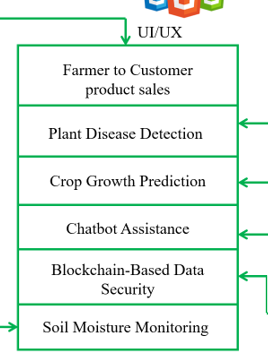 UI/UX
Farmer to Customer
product sales
Plant Disease Detection
Crop Growth Prediction
Chatbot Assistance
Blockchain-Based Data
Security
Soil Moisture Monitoring